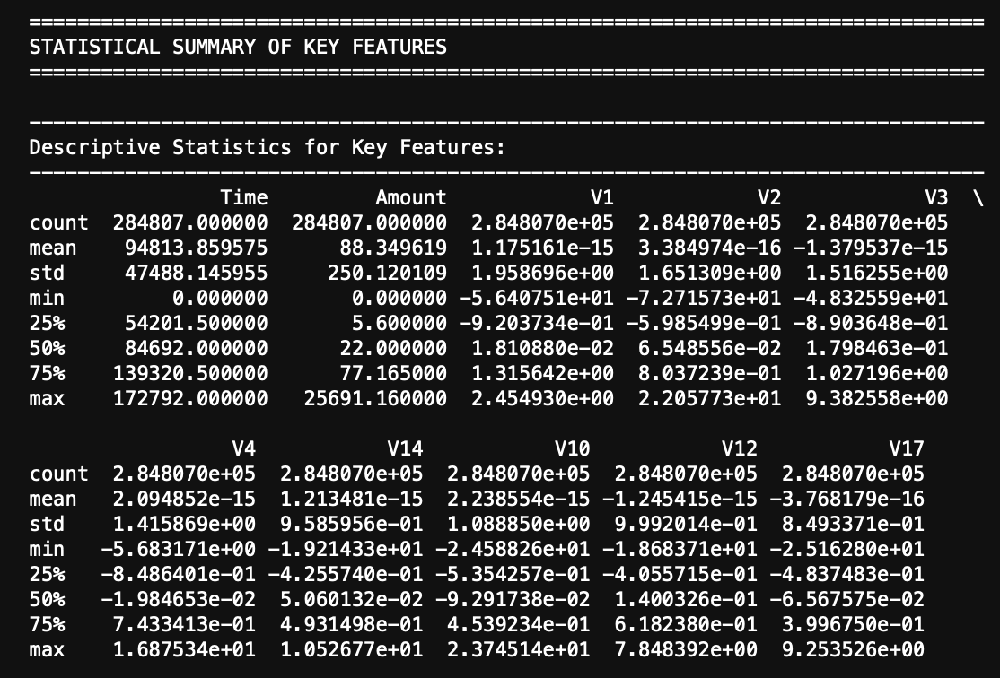 ================================================================================
STATISTICAL SUMMARY OF KEY FEATURES
================================================================================
--------------------------------------------------------------------------------
Descriptive Statistics for Key Features:
--------------------------------------------------------------------------------
                Time         Amount            V1            V2            V3  \
count  284807.000000  284807.000000  2.848070e+05  2.848070e+05  2.848070e+05
mean    94813.859575      88.349619  1.175161e-15  3.384974e-16 -1.379537e-15
std     47488.145955     250.120109  1.958696e+00  1.651309e+00  1.516255e+00
min         0.000000       0.000000 -5.640751e+01 -7.271573e+01 -4.832559e+01
25%     54201.500000       5.600000 -9.203734e-01 -5.985499e-01 -8.903648e-01
50%     84692.000000      22.000000  1.810880e-02  6.548556e-02  1.798463e-01
75%    139320.500000      77.165000  1.315642e+00  8.037239e-01  1.027196e+00
max    172792.000000   25691.160000  2.454930e+00  2.205773e+01  9.382558e+00
                 V4           V14           V10           V12           V17
count  2.848070e+05  2.848070e+05  2.848070e+05  2.848070e+05  2.848070e+05
mean   2.094852e-15  1.213481e-15  2.238554e-15 -1.245415e-15 -3.768179e-16
std    1.415869e+00  9.585956e-01  1.088850e+00  9.992014e-01  8.493371e-01
min   -5.683171e+00 -1.921433e+01 -2.458826e+01 -1.868371e+01 -2.516280e+01
25%   -8.486401e-01 -4.255740e-01 -5.354257e-01 -4.055715e-01 -4.837483e-01
50%   -1.984653e-02  5.060132e-02 -9.291738e-02  1.400326e-01 -6.567575e-02
75%    7.433413e-01  4.931498e-01  4.539234e-01  6.182380e-01  3.996750e-01
max    1.687534e+01  1.052677e+01  2.374514e+01  7.848392e+00  9.253526e+00